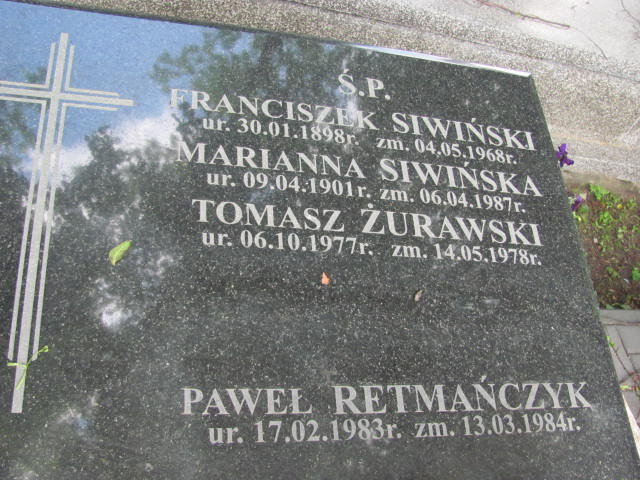 Ś.P.
FRANCISZEK SIWIŃSKI
ur. 30.01.1898r. zm. 04.05.1968r.
MARIANNA SIWIŃSKA
ur. 09.04.1901r. zm. 06.04.1987r.
TOMASZ ŻURAWSKI
ur. 06.10.1977r. zm. 14.05.1978r.
PAWEŁ RETMAŃCZYK
ur. 17.02.1983r. zm. 13.03.1984r.